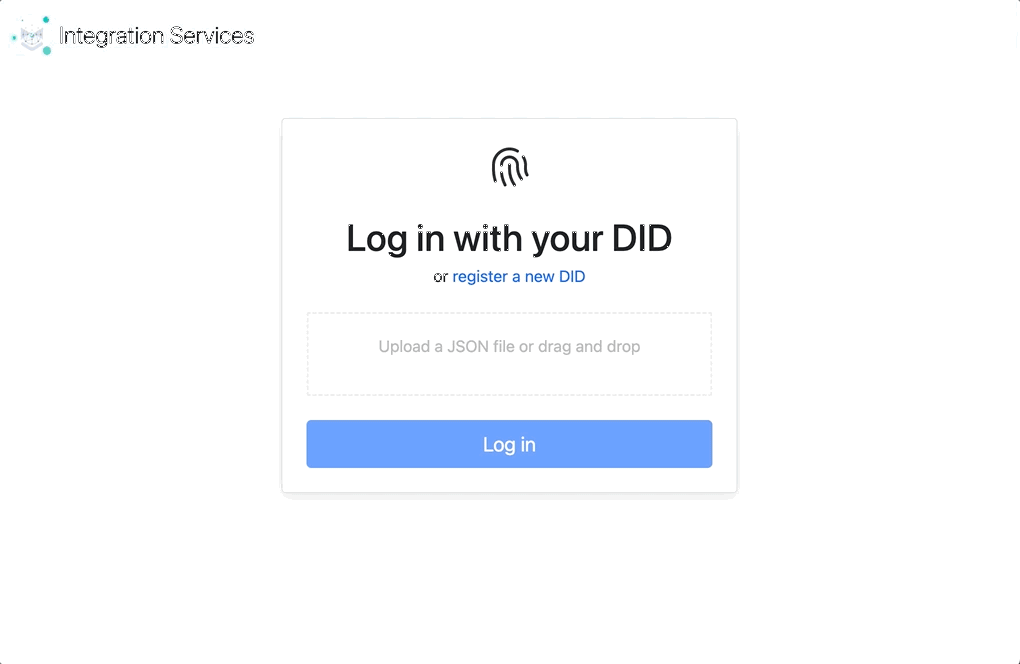 Integration Services
Log in with your DID
or register a new DID
Upload a JSON file or drag and drop
Log in